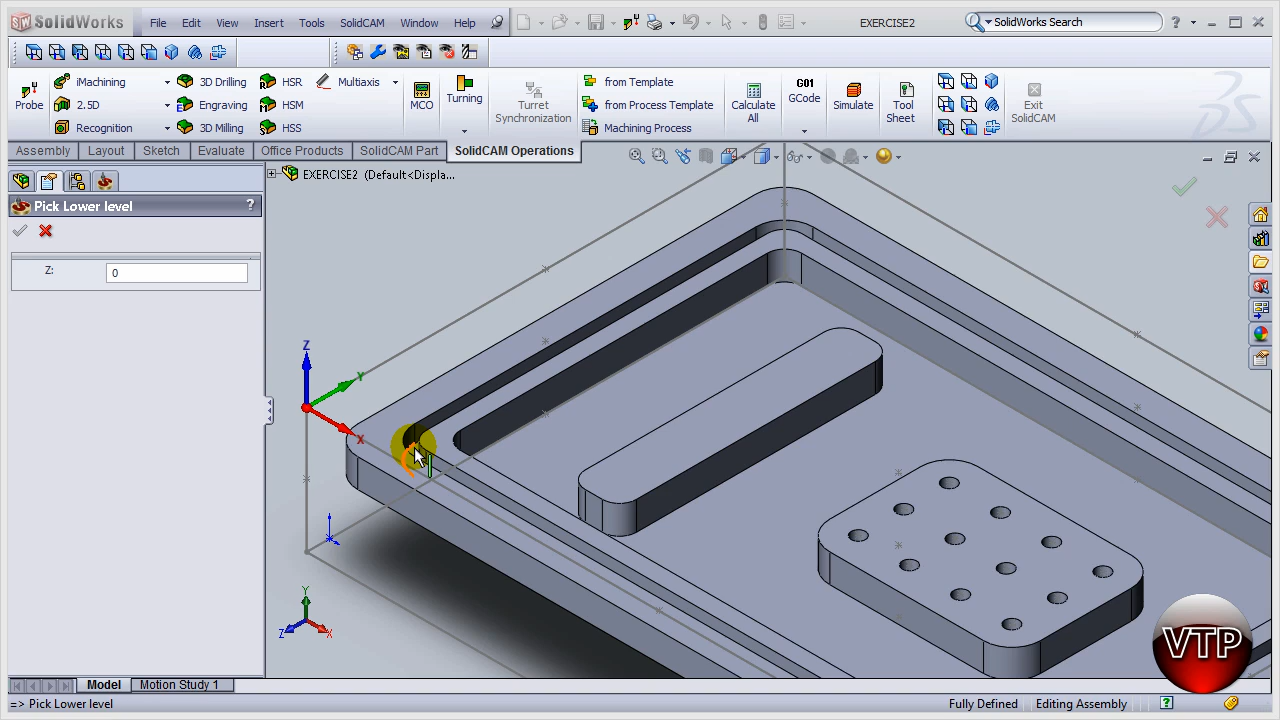 SolidWorks File Edit View Insert Tools SolidCAM Window Help EXERCISE2 SolidWorks Search ?
Probe iMachining 3D Drilling HSR Multiaxis MCO Turning Turret Synchronization from Template Calculate All G01 GCode Simulate Tool Sheet Exit SolidCAM
2.5D Engraving HSM from Process Template
Recognition 3D Milling HSS Machining Process
Assembly Layout Sketch Evaluate Office Products SolidCAM Part SolidCAM Operations
EXERCISE2 (Default<Displa...
Pick Lower level ?
Z: 0
Z
Y
X
Y
Z X
VTP
Model Motion Study 1
=> Pick Lower level Fully Defined Editing Assembly ?